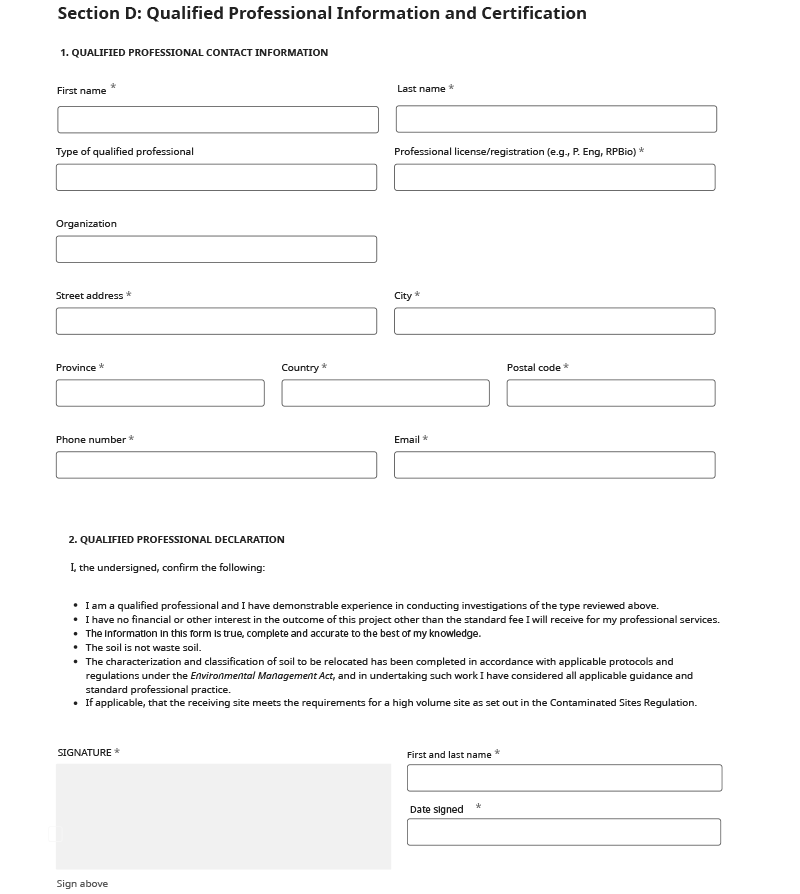 Section D: Qualified Professional Information and Certification
1. QUALIFIED PROFESSIONAL CONTACT INFORMATION
First name *
Last name *
Type of qualified professional
Professional license/registration (e.g., P. Eng, RPBio) *
Organization
Street address *
City *
Province *
Country *
Postal code *
Phone number *
Email *
2. QUALIFIED PROFESSIONAL DECLARATION
I, the undersigned, confirm the following:
• I am a qualified professional and I have demonstrable experience in conducting investigations of the type reviewed above.
• I have no financial or other interest in the outcome of this project other than the standard fee I will receive for my professional services.
• The information in this form is true, complete and accurate to the best of my knowledge.
• The soil is not waste soil.
• The characterization and classification of soil to be relocated has been completed in accordance with applicable protocols and
regulations under the Environmental Management Act, and in undertaking such work I have considered all applicable guidance and
standard professional practice.
• If applicable, that the receiving site meets the requirements for a high volume site as set out in the Contaminated Sites Regulation.
SIGNATURE *
First and last name *
Date signed *
Sign above